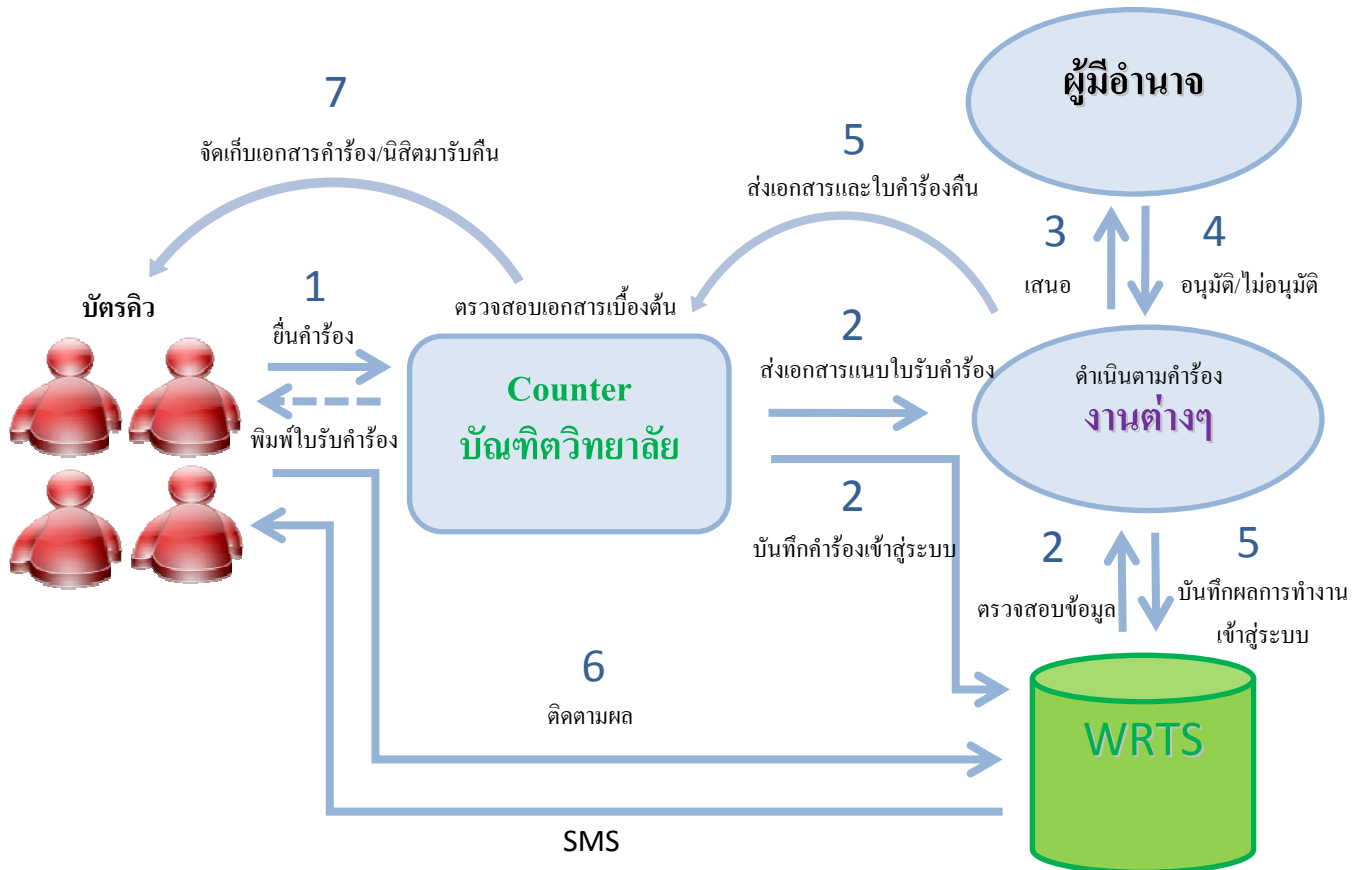 ผู้มีอำนาจ
7
จัดเก็บเอกสารคำร้อง/นิสิตมารับคืน
5
ส่งเอกสารและใบคำร้องคืน
3
เสนอ
4
อนุมัติ/ไม่อนุมัติ
บัตรคิว
1
ยื่นคำร้อง
พิมพ์ใบรับคำร้อง
ตรวจสอบเอกสารเบื้องต้น
Counter
บัณฑิตวิทยาลัย
2
ส่งเอกสารแนบใบรับคำร้อง
ดำเนินตามคำร้อง
งานต่างๆ
2
บันทึกคำร้องเข้าสู่ระบบ
2
ตรวจสอบข้อมูล
5
บันทึกผลการทำงาน
เข้าสู่ระบบ
6
ติดตามผล
WRTS
SMS